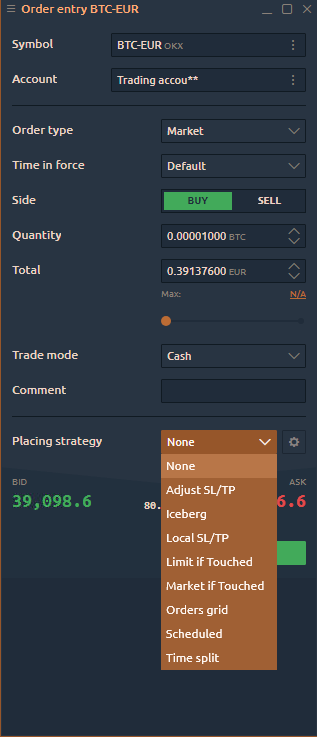 Order entry BTC-EUR
Symbol BTC-EUR OKX
Account Trading accou**
Order type Market
Time in force Default
Side BUY SELL
Quantity 0.00001000 BTC
Total 0.39137600 EUR
Max: N/A
Trade mode Cash
Comment
Placing strategy None
None
BID ASK
Adjust SL/TP
39,098.6 80. 6.6
Iceberg
Local SL/TP
Limit if Touched
Market if Touched
Orders grid
Scheduled
Time split